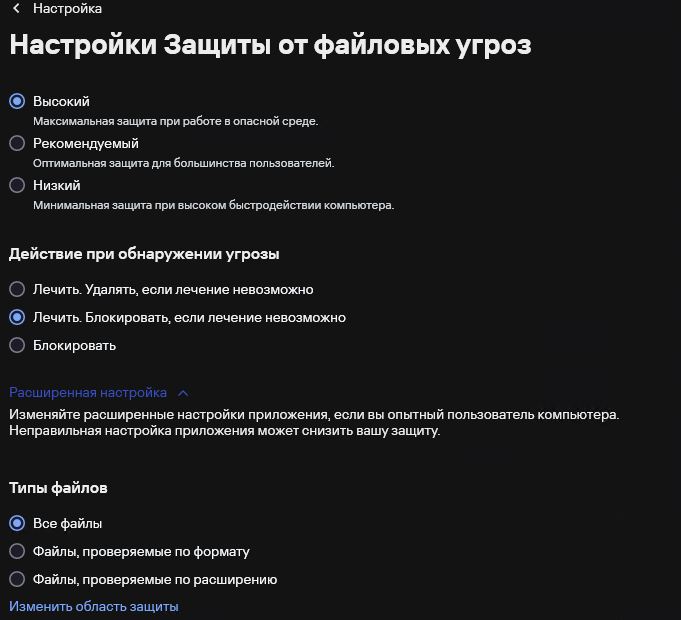 Настройка
Настройки Защиты от файловых угроз
Высокий
Максимальная защита при работе в опасной среде.
Рекомендуемый
Оптимальная защита для большинства пользователей.
Низкий
Минимальная защита при высоком быстродействии компьютера.
Действие при обнаружении угрозы
Лечить. Удалять, если лечение невозможно
Лечить. Блокировать, если лечение невозможно
Блокировать
Расширенная настройка
Изменяйте расширенные настройки приложения, если вы опытный пользователь компьютера.
Неправильная настройка приложения может снизить вашу защиту.
Типы файлов
Все файлы
Файлы, проверяемые по формату
Файлы, проверяемые по расширению
Изменить область защиты